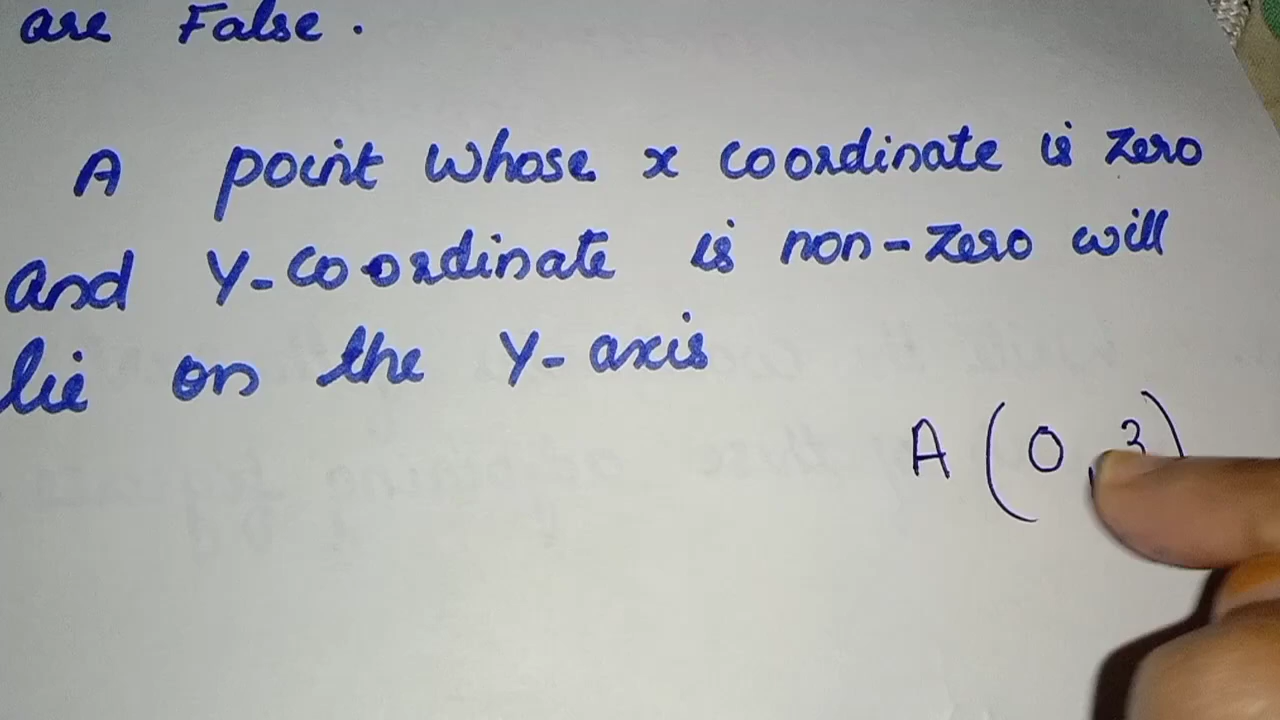 are False.
A point whose x coordinate is zero
and Y-coordinate is non-zero will
lie on the Y-axis
A (0,3)